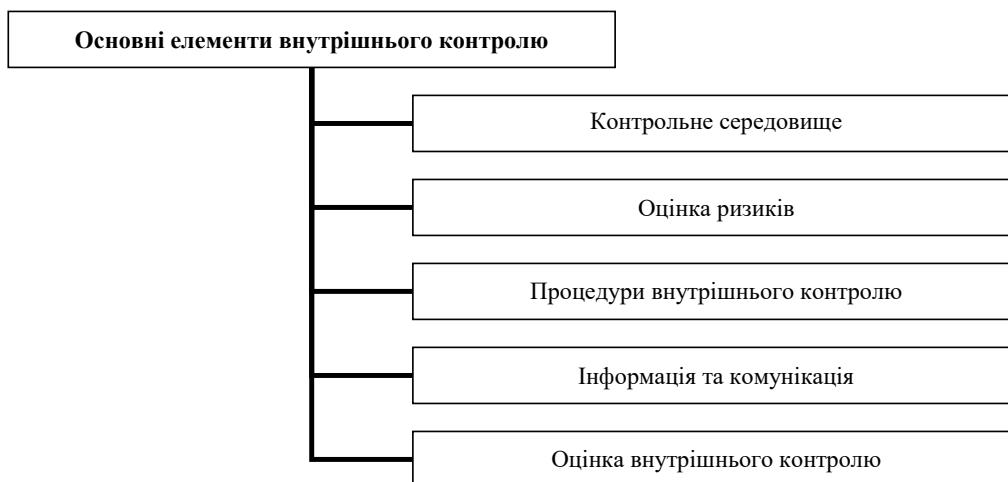 Основні елементи внутрішнього контролю
Контрольне середовище
Оцінка ризиків
Процедури внутрішнього контролю
Інформація та комунікація
Оцінка внутрішнього контролю